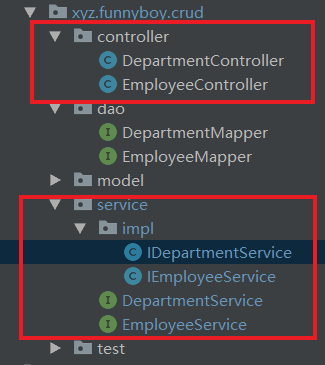 xyz.funnyboy.crud
controller
C DepartmentController
C EmployeeController
dao
I DepartmentMapper
I EmployeeMapper
model
service
impl
C IDepartmentService
C IEmployeeService
I DepartmentService
I EmployeeService
test